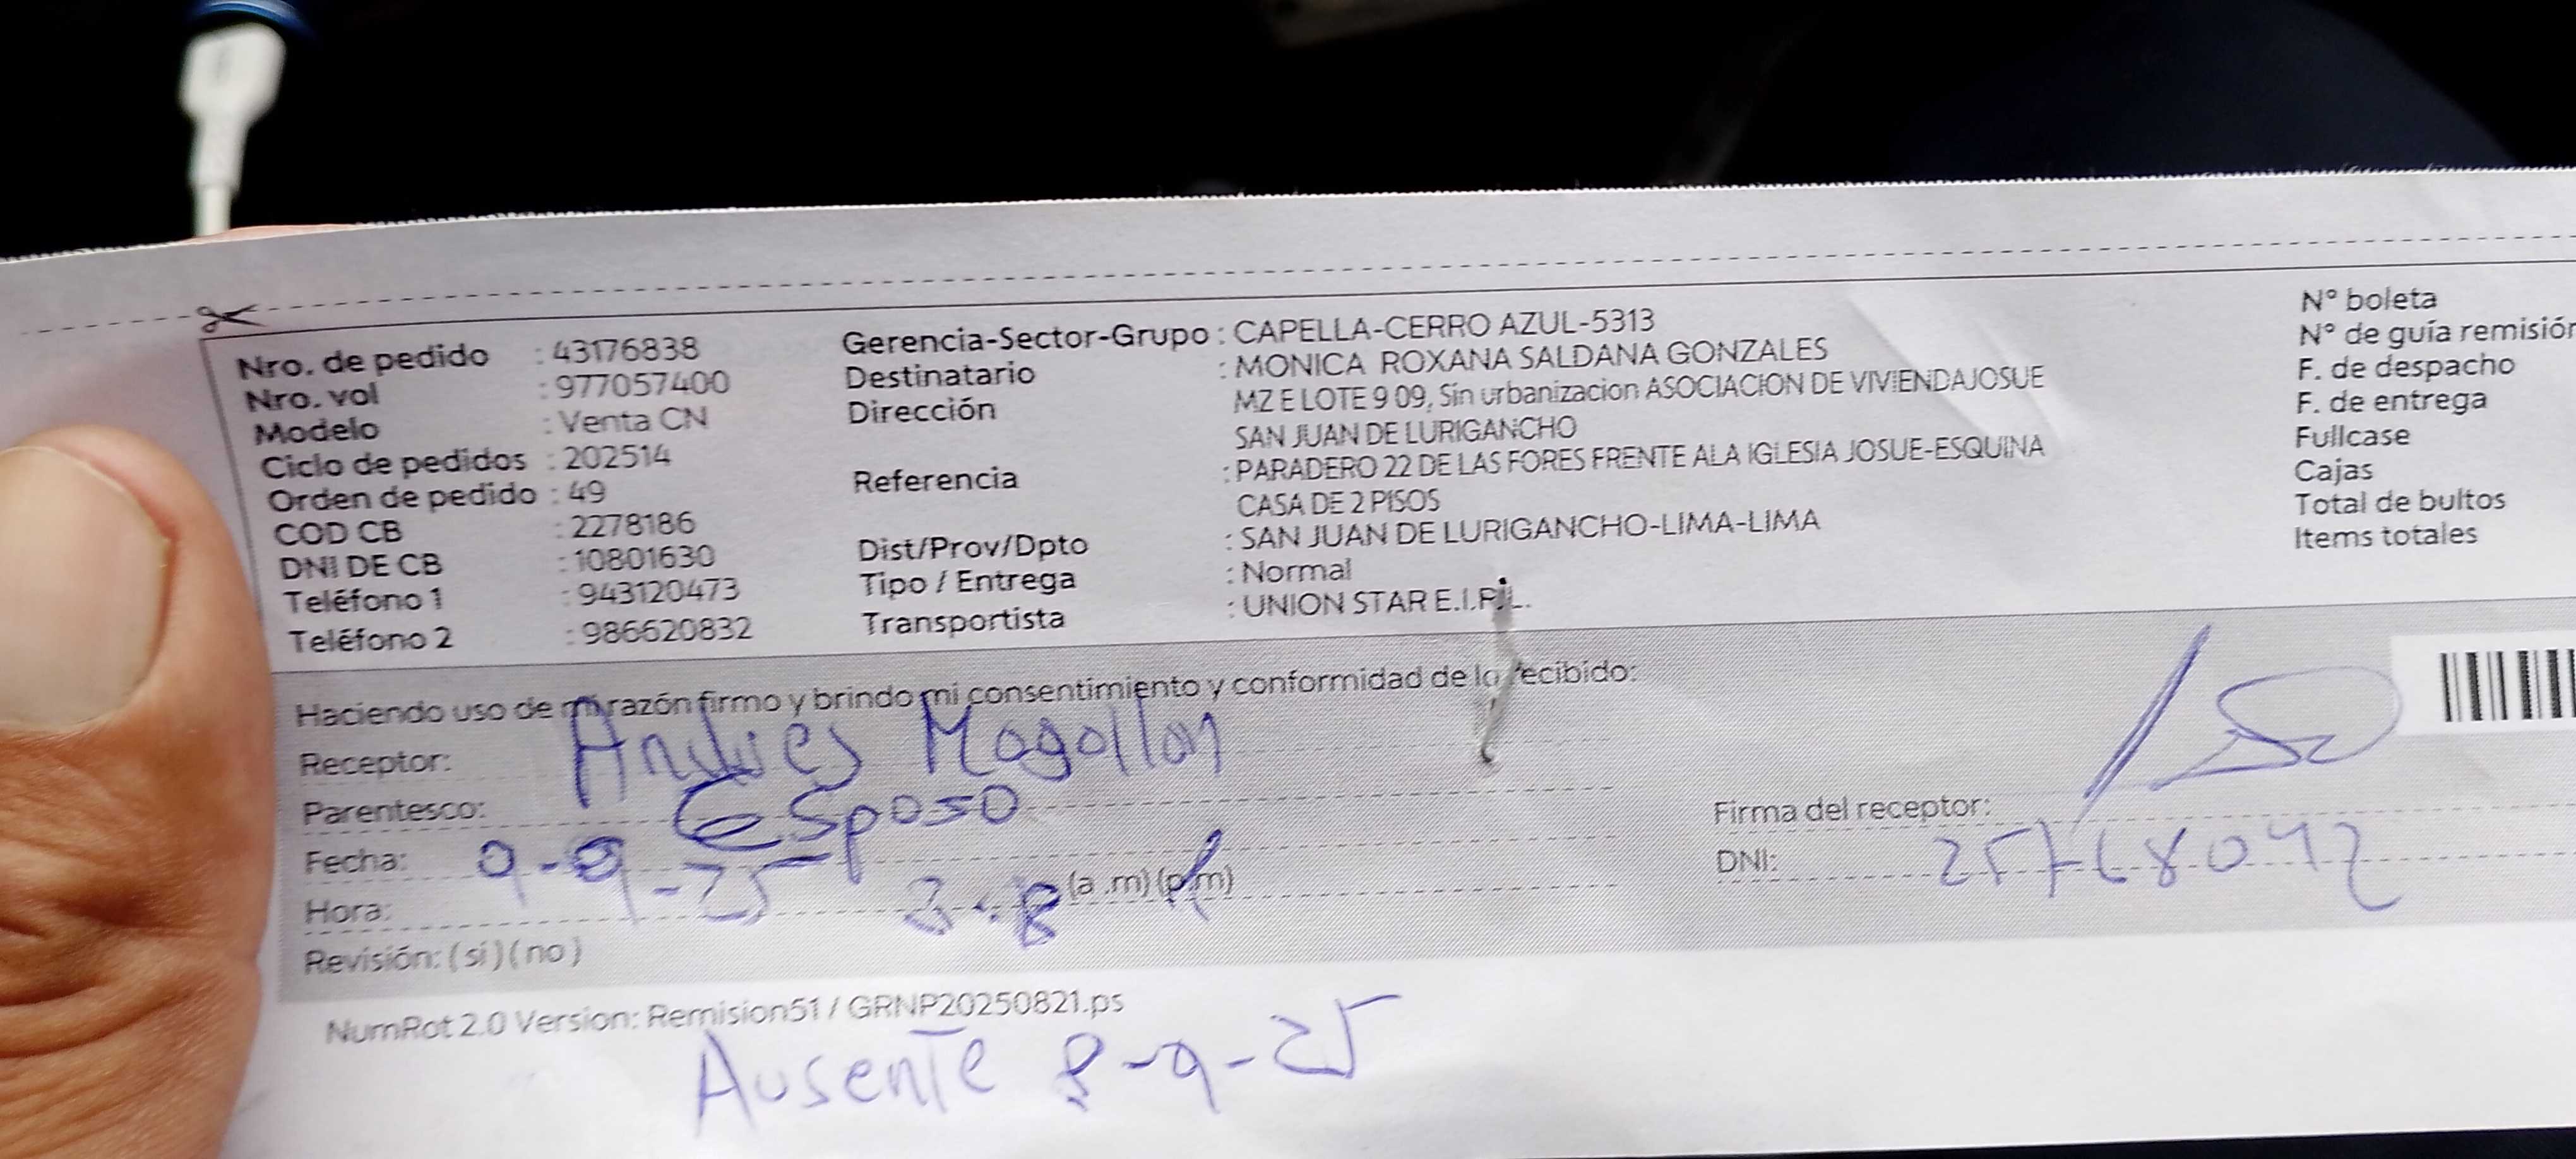 Nro. de pedido : 43176838
Nro. vol : 977057400
Modelo : Venta CN
Ciclo de pedidos : 202514
Orden de pedido : 49
COD CB : 2278186
DNI DE CB : 10801630
Teléfono 1 : 943120473
Teléfono 2 : 986620832
Gerencia-Sector-Grupo : CAPELLA-CERRO AZUL-5313
Destinatario : MONICA ROXANA SALDANA GONZALES
Dirección MZ E LOTE 9 09, Sin urbanizacion ASOCIACION DE VIVIENDAJOSUE
SAN JUAN DE LURIGANCHO
Referencia : PARADERO 22 DE LAS FORES FRENTE ALA IGLESIA JOSUE-ESQUINA
CASA DE 2 PISOS
Dist/Prov/Dpto : SAN JUAN DE LURIGANCHO-LIMA-LIMA
Tipo / Entrega : Normal
Transportista : UNION STAR E.I.R.L.
N° boleta
N° de guía remisión
F. de despacho
F. de entrega
Fullcase
Cajas
Total de bultos
Items totales
Haciendo uso de mi razón firmo y brindo mi consentimiento y conformidad de lo recibido:
Receptor: Andres Mogollon
Parentesco: Esposo
Fecha: 9-9-25
Hora: (a .m) (p.m)
Revisión: ( si ) ( no )
Firma del receptor:
DNI: 25768042
NumRot 2.0 Version: Remision51 / GRNP20250821.ps
Ausente 8-9-25